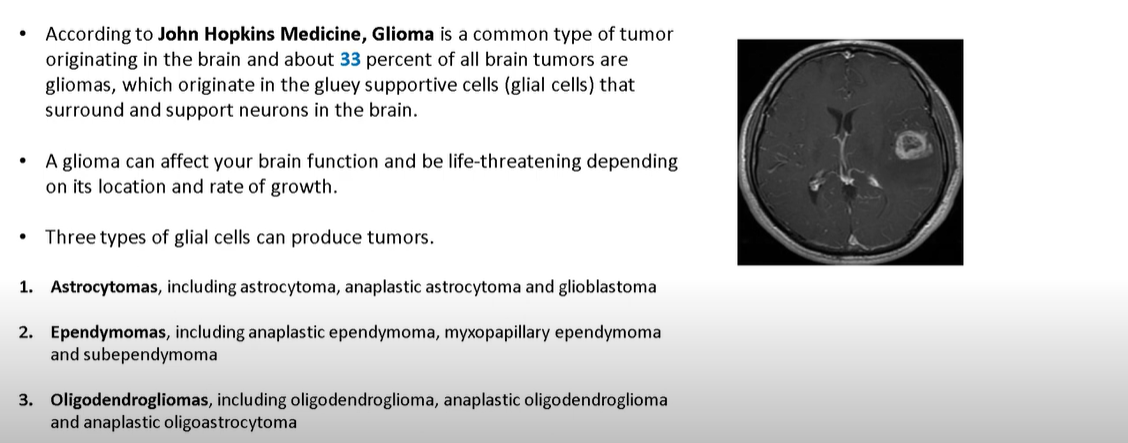 • According to John Hopkins Medicine, Glioma is a common type of tumor
originating in the brain and about 33 percent of all brain tumors are
gliomas, which originate in the gluey supportive cells (glial cells) that
surround and support neurons in the brain.
• A glioma can affect your brain function and be life-threatening depending
on its location and rate of growth.
• Three types of glial cells can produce tumors.
1. Astrocytomas, including astrocytoma, anaplastic astrocytoma and glioblastoma
2. Ependymomas, including anaplastic ependymoma, myxopapillary ependymoma
and subependymoma
3. Oligodendrogliomas, including oligodendroglioma, anaplastic oligodendroglioma
and anaplastic oligoastrocytoma